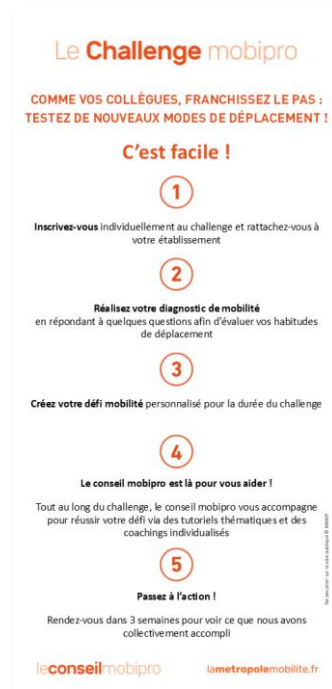 Le Challenge mobipro
COMME VOS COLLÈGUES, FRANCHISSEZ LE PAS :
TESTEZ DE NOUVEAUX MODES DE DÉPLACEMENT !
C'est facile !
1
Inscrivez-vous individuellement au challenge et rattachez-vous à
votre établissement
2
Réalisez votre diagnostic de mobilité
en répondant à quelques questions afin d'évaluer vos habitudes
de déplacement
3
Créez votre défi mobilité personnalisé pour la durée du challenge
4
Le conseil mobipro est là pour vous aider !
Tout au long du challenge, le conseil mobipro vous accompagne
pour réussir votre défi via des tutoriels thématiques et des
coachings individualisés
5
Passez à l'action !
Rendez-vous dans 3 semaines pour voir ce que nous avons
collectivement accompli
leconseilmobipro
lametropolemobilite.fr